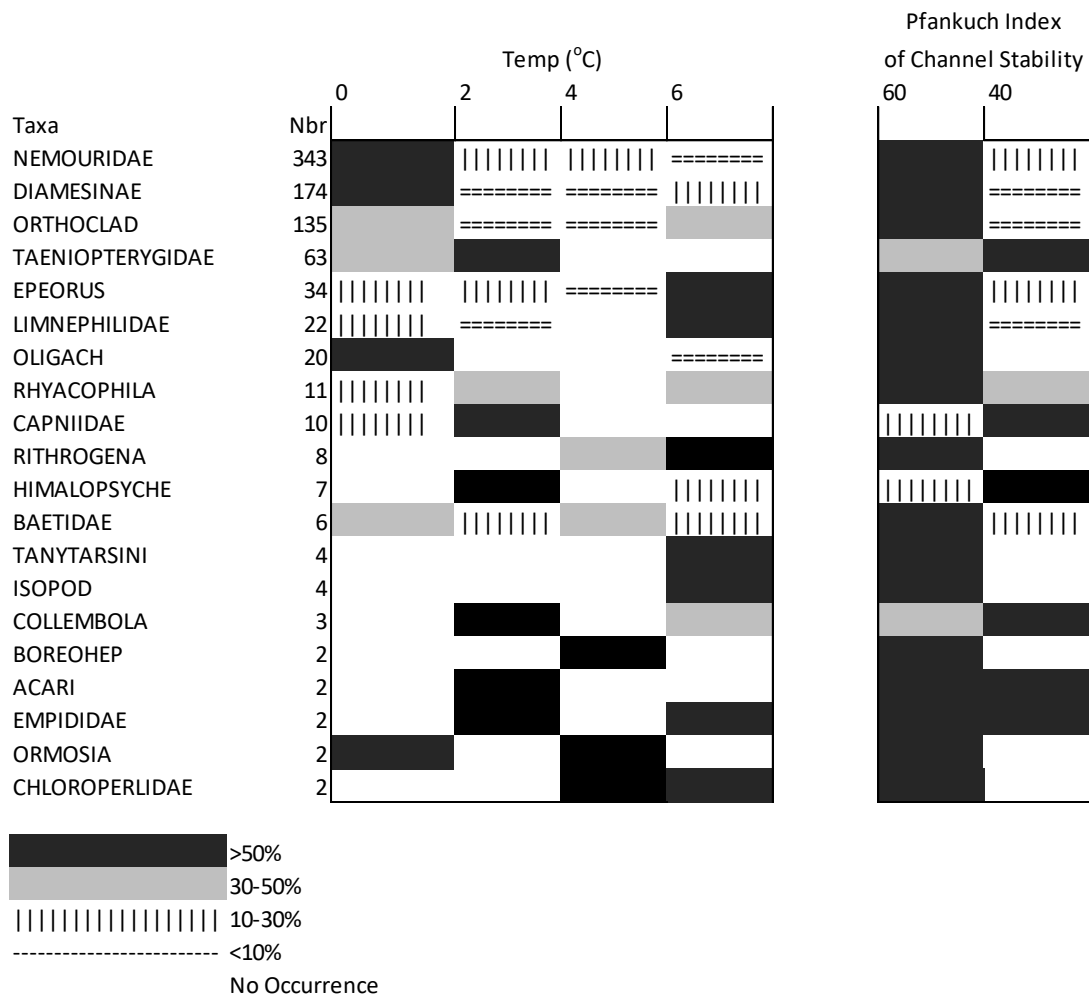 Pfankuch Index
Temp (°C) of Channel Stability
0 2 4 6 60 40
Taxa Nbr
NEMOURIDAE 343
DIAMESINAE 174
ORTHOCLAD 135
TAENIOPTERYGIDAE 63
EPEORUS 34
LIMNEPHILIDAE 22
OLIGACH 20
RHYACOPHILA 11
CAPNIIDAE 10
RITHROGENA 8
HIMALOPSYCHE 7
BAETIDAE 6
TANYTARSINI 4
ISOPOD 4
COLLEMBOLA 3
BOREOHEP 2
ACARI 2
EMPIDIDAE 2
ORMOSIA 2
CHLOROPERLIDAE 2
>50%
30-50%
10-30%
<10%
No Occurrence